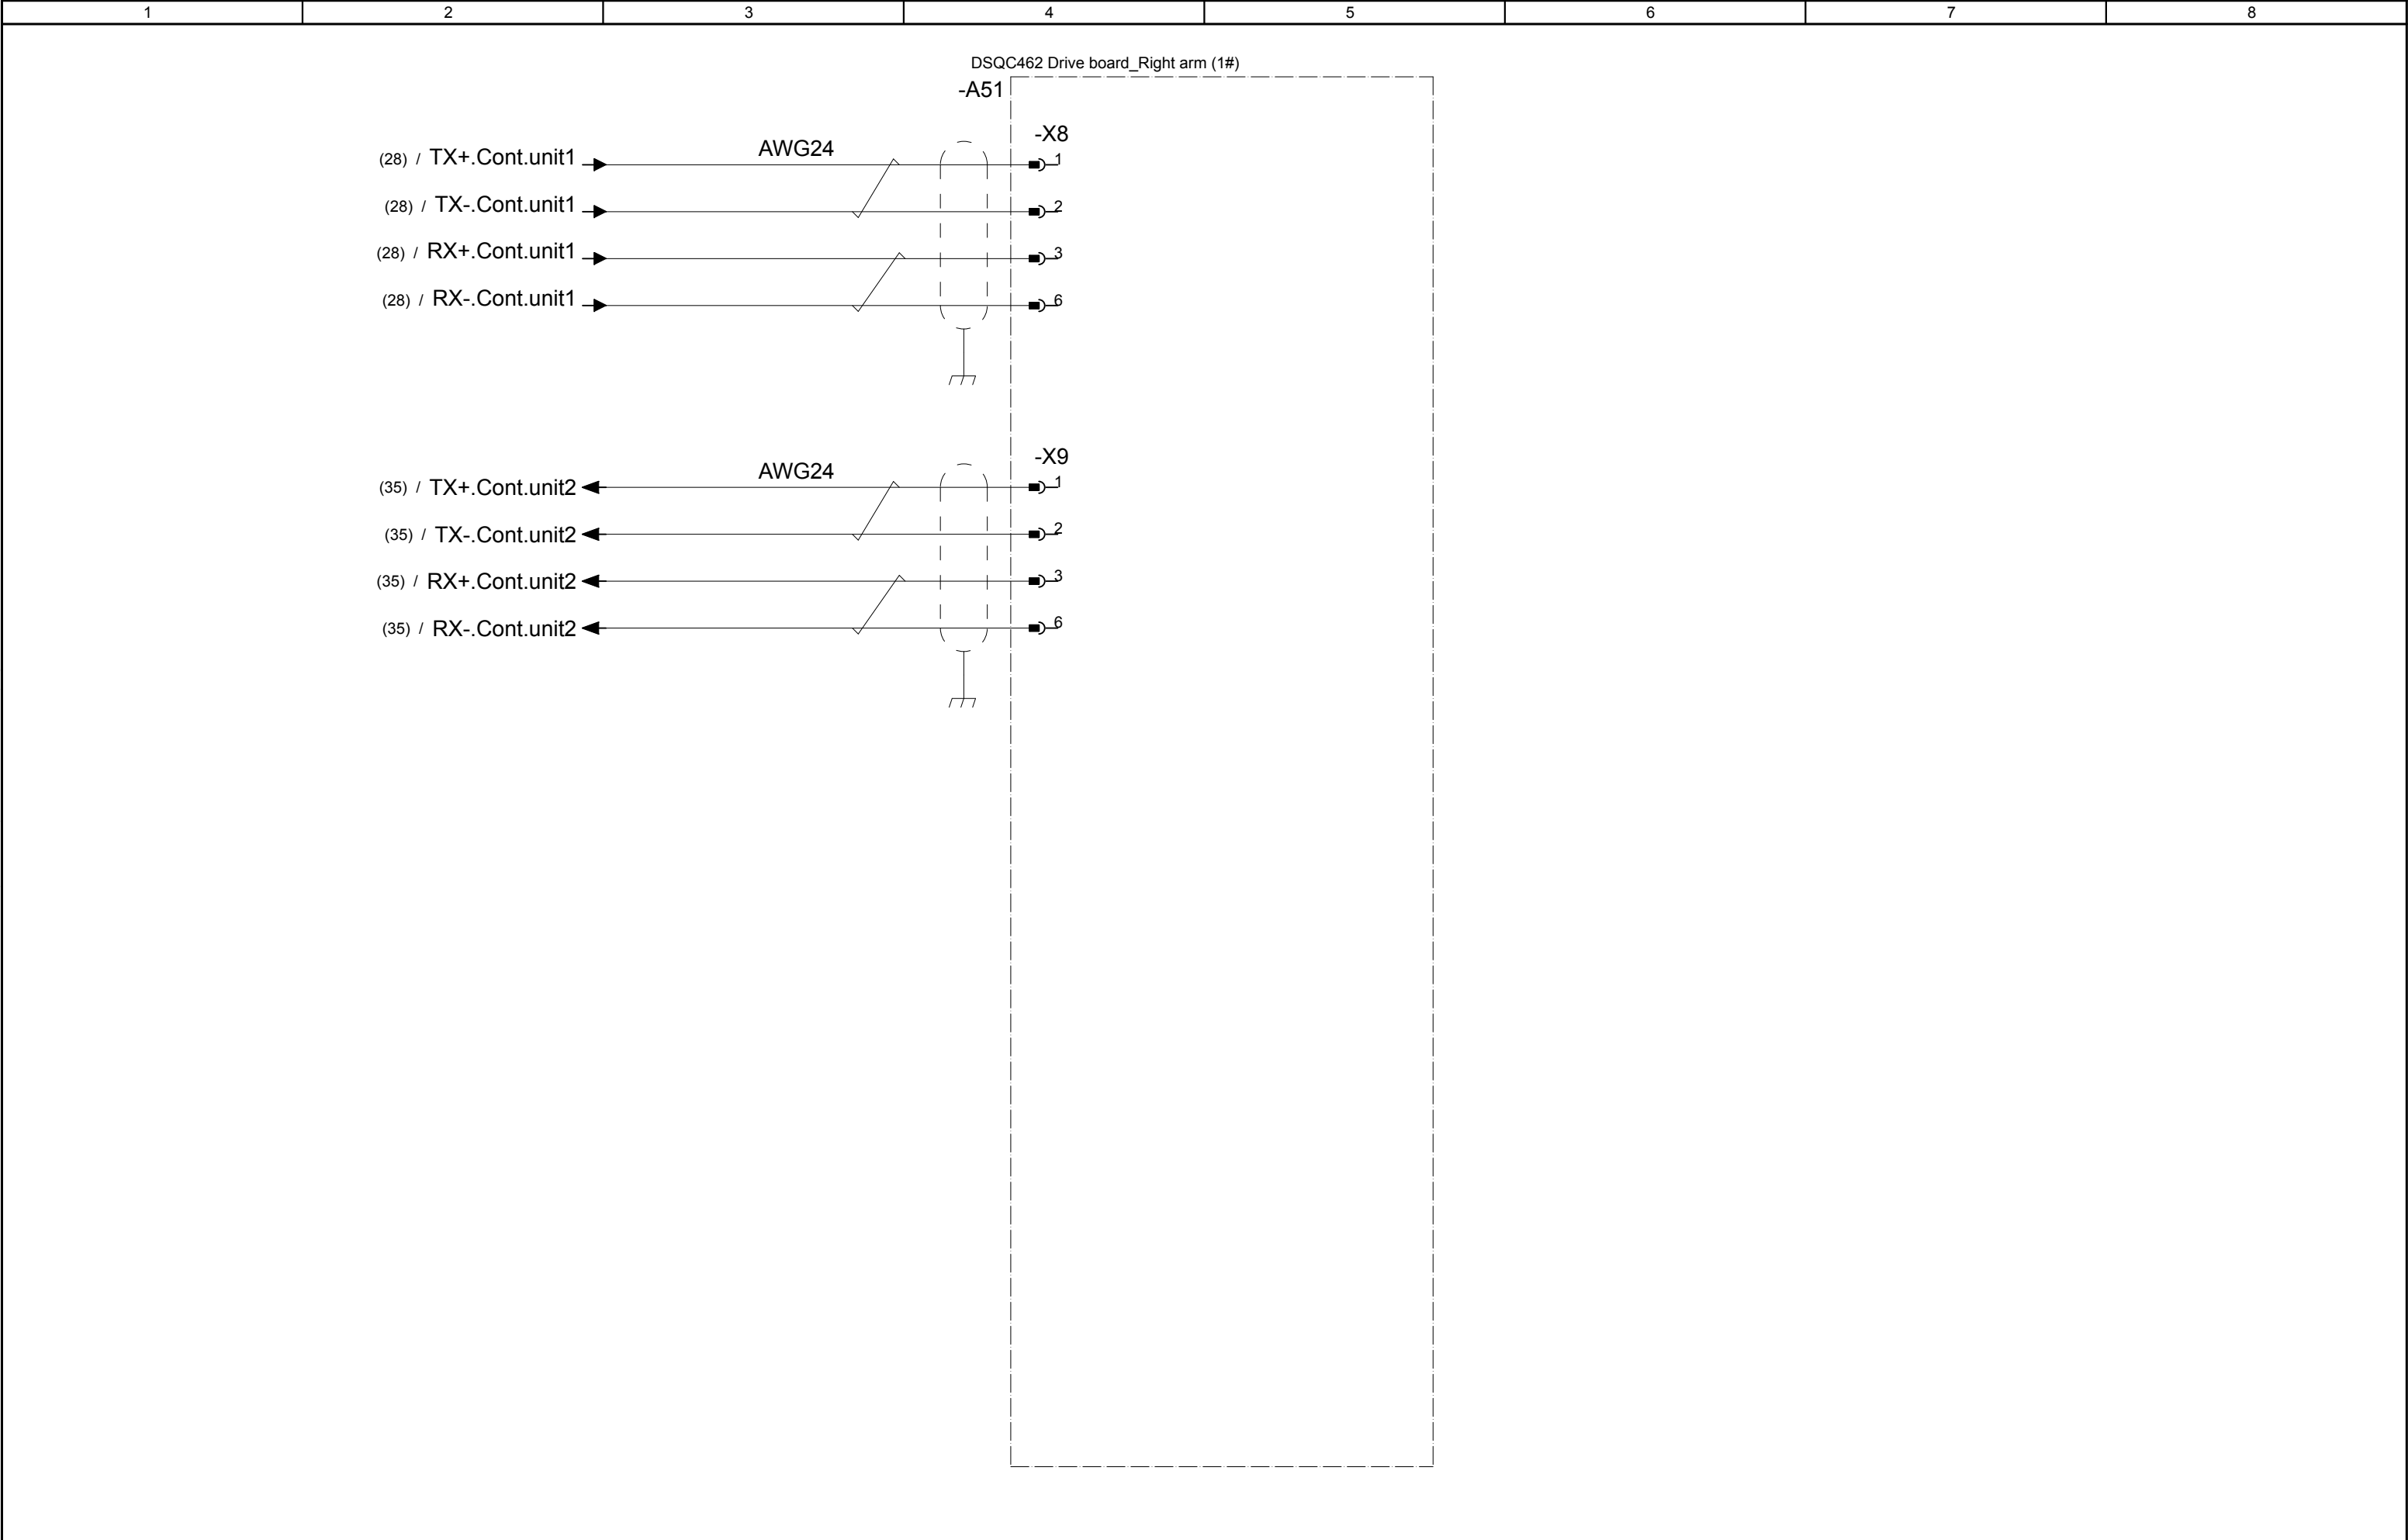 1 2 3 4 5 6 7 8
DSQC462 Drive board_Right arm (1#)
-A51
-X8
(28) / TX+.Cont.unit1 AWG24 1
(28) / TX-.Cont.unit1 2
(28) / RX+.Cont.unit1 3
(28) / RX-.Cont.unit1 6
-X9
(35) / TX+.Cont.unit2 AWG24 1
(35) / TX-.Cont.unit2 2
(35) / RX+.Cont.unit2 3
(35) / RX-.Cont.unit2 6